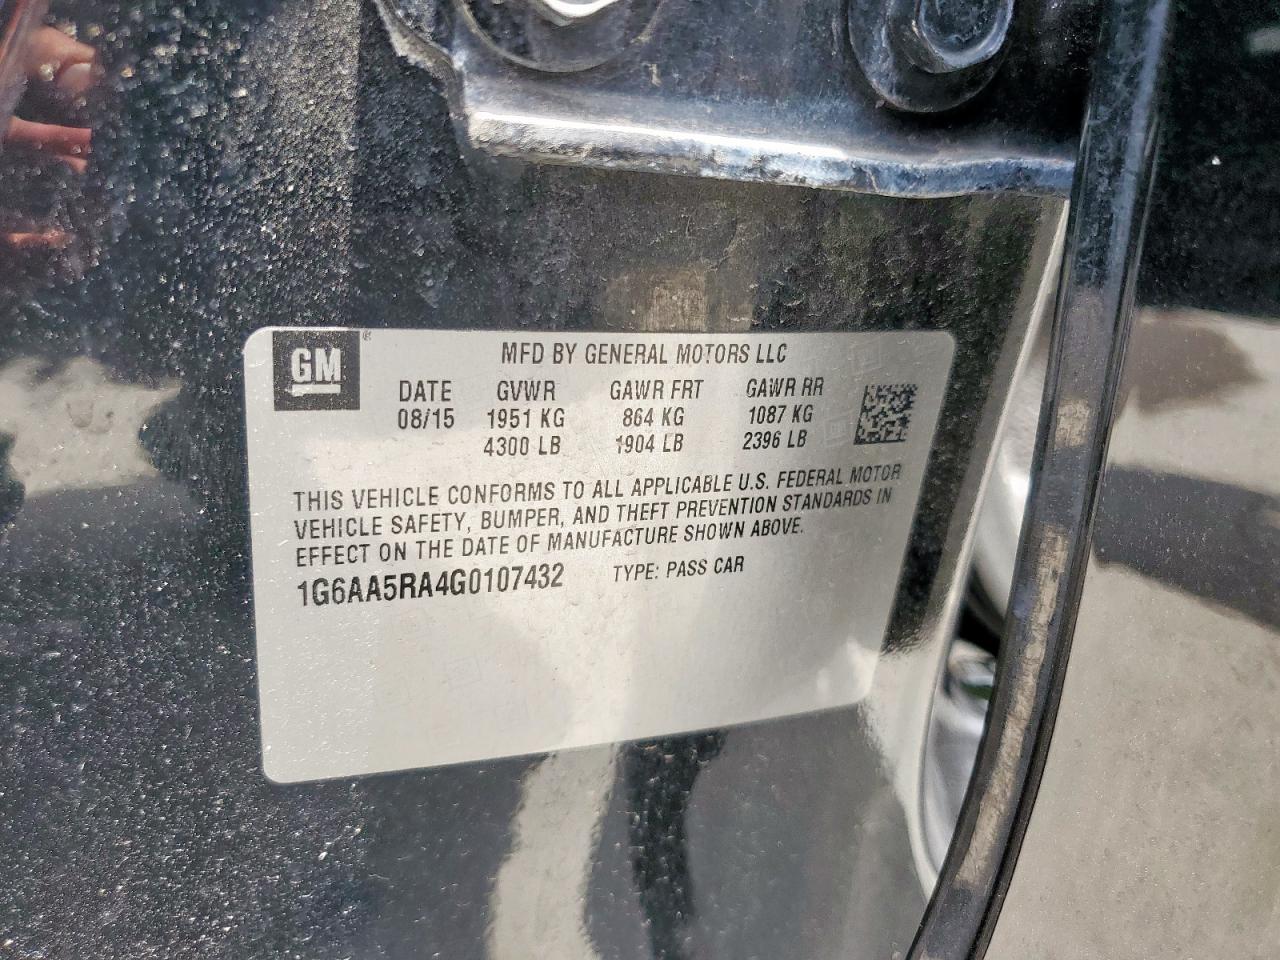 GM ®
MFD BY GENERAL MOTORS LLC
DATE GVWR GAWR FRT GAWR RR
08/15 1951 KG 864 KG 1087 KG
4300 LB 1904 LB 2396 LB
THIS VEHICLE CONFORMS TO ALL APPLICABLE U.S. FEDERAL MOTOR
VEHICLE SAFETY, BUMPER, AND THEFT PREVENTION STANDARDS IN
EFFECT ON THE DATE OF MANUFACTURE SHOWN ABOVE.
1G6AA5RA4G0107432 TYPE: PASS CAR